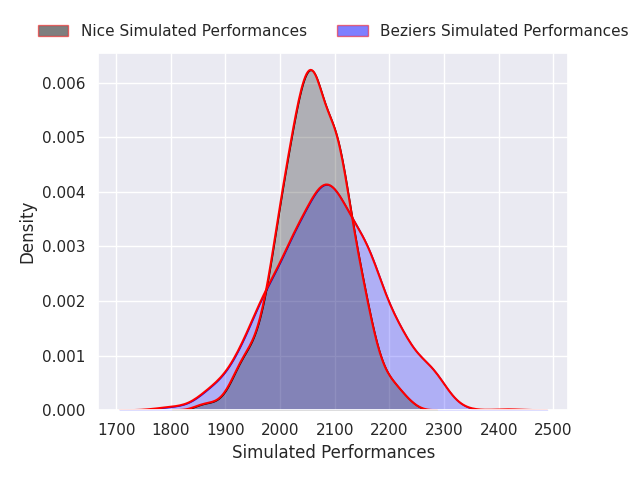 Nice Simulated Performances Beziers Simulated Performances
0.006
0.005
0.004
0.003
0.002
0.001
0.000
Density
1700 1800 1900 2000 2100 2200 2300 2400 2500
Simulated Performances